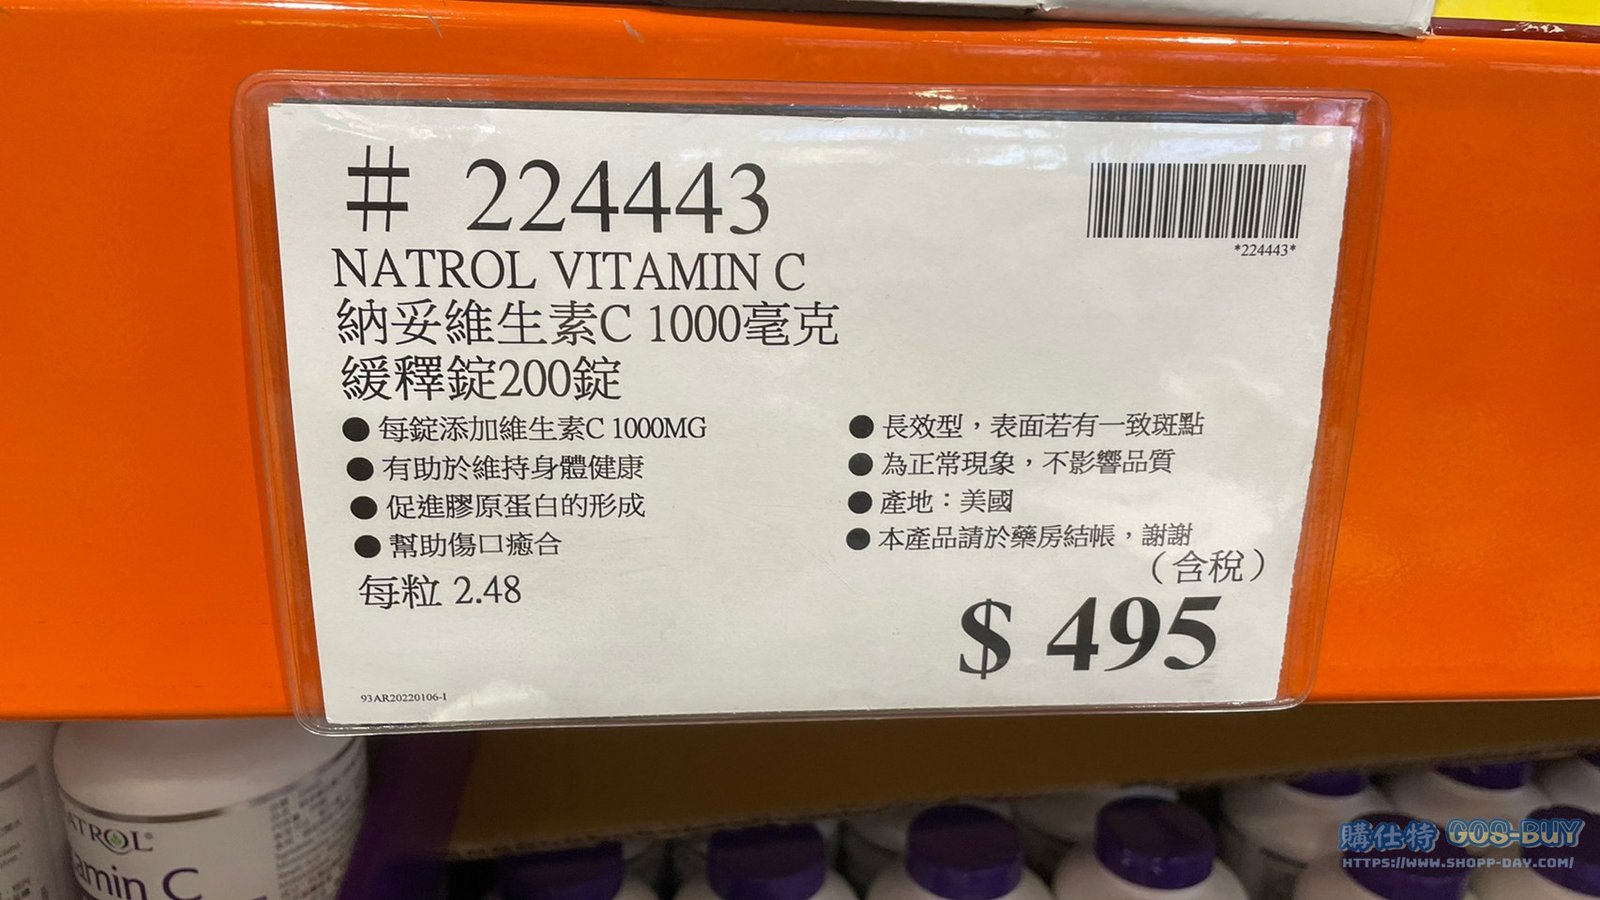 # 224443
*224443*
NATROL VITAMIN C
納妥維生素C 1000毫克
緩釋錠200錠
●每錠添加維生素C 1000MG
●有助於維持身體健康
●促進膠原蛋白的形成
●幫助傷口癒合
每粒 2.48
●長效型，表面若有一致斑點
●為正常現象，不影響品質
●產地：美國
●本產品請於藥房結帳，謝謝
（含稅）
$ 495
93AR20220106-1
ATROL®
amin C
購仕特 GOS-BUY
HTTPS://WWW.SHOPP-DAY.COM/